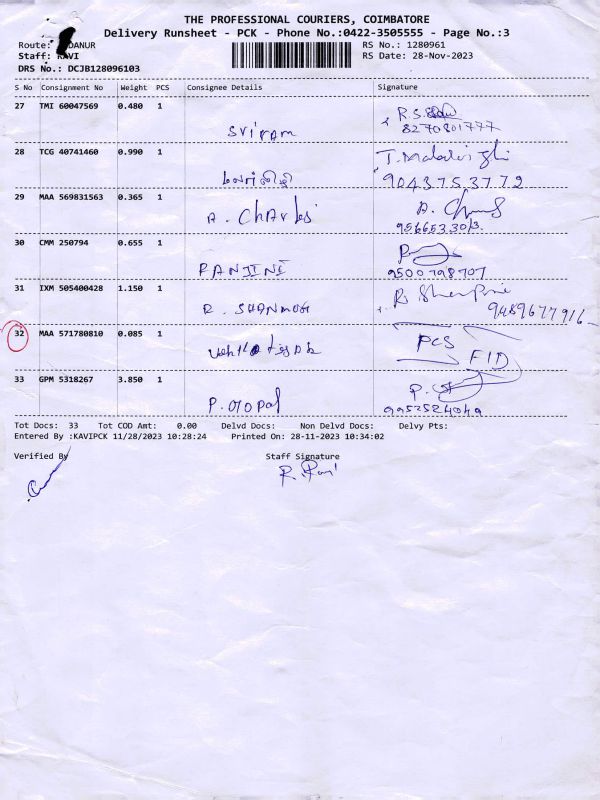 THE PROFESSIONAL COURIERS, COIMBATORE
Delivery Runsheet - PCK - Phone No.:0422-3505555 - Page No.:3
Route: DANUR
RS No.: 1280961
Staff: KAVI
RS Date: 28-Nov-2023
DRS No.: DCJB128096103
S No Consignment No Weight PCS Consignee Details Signature
27 TMI 60047569 0.480 1 Sriram R.S.
8270801777
28 TCG 40741460 0.990 1
9043753772
29 MAA 569831563 0.365 1 A. Charles A.
9566533013
30 CMM 250794 0.655 1 RANJINI
9500798707
31 IXM 505400428 1.150 1 R. SHANMUG R.
9489677916
32 MAA 571780810 0.085 1 PCS
FID
33 GPM 5318267 3.850 1 P. Gopal P.
9952524049
Tot Docs: 33 Tot COD Amt: 0.00 Delvd Docs: Non Delvd Docs: Delvy Pts:
Entered By :KAVIPCK 11/28/2023 10:28:24 Printed On: 28-11-2023 10:34:02
Verified By Staff Signature